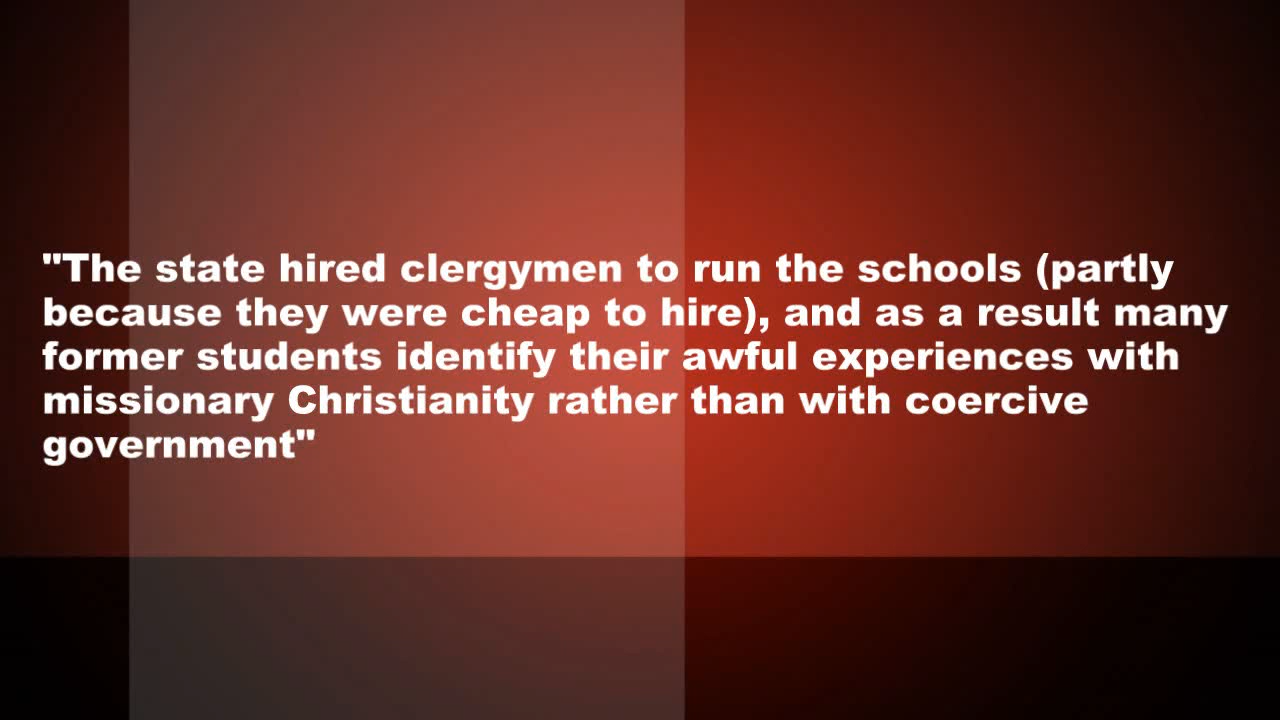 "The state hired clergymen to run the schools (partly
because they were cheap to hire), and as a result many
former students identify their awful experiences with
missionary Christianity rather than with coercive
government"